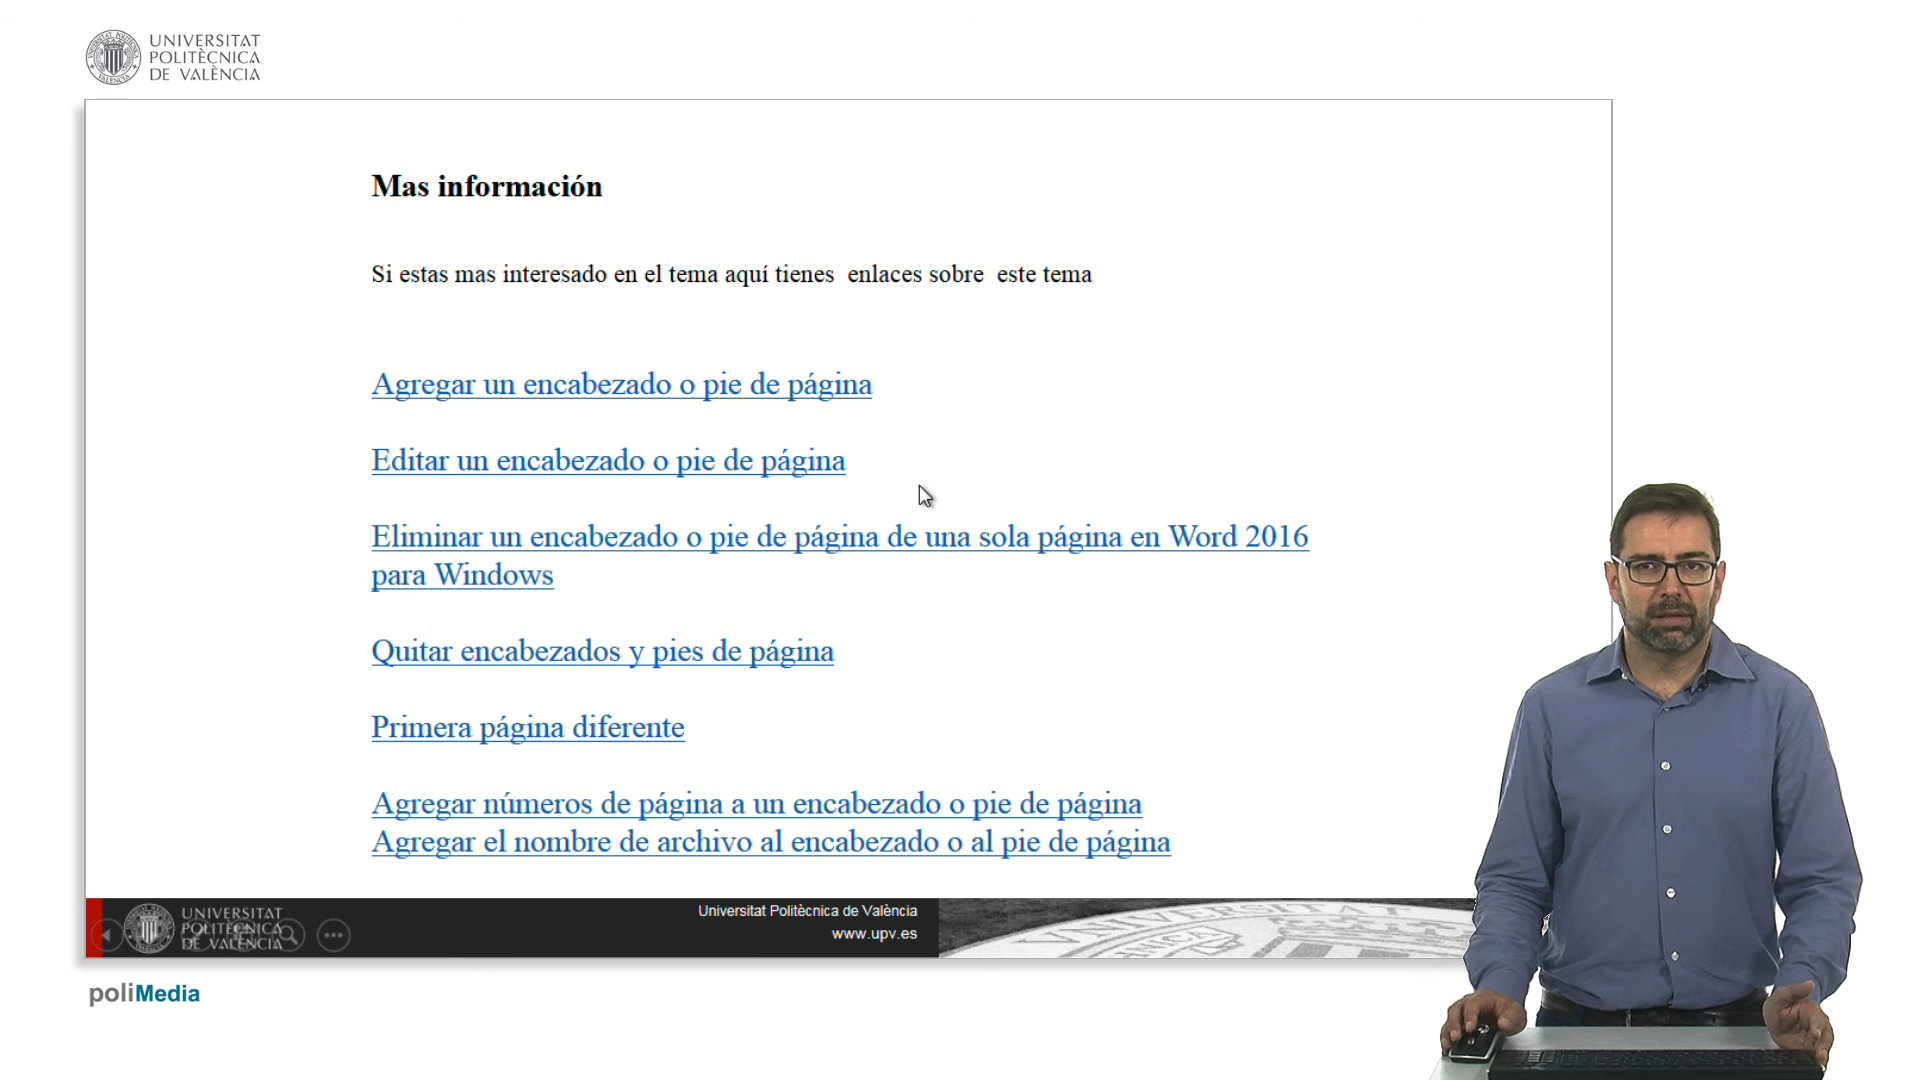 UNIVERSITAT
POLITÈCNICA
DE VALÈNCIA
Mas información
Si estas mas interesado en el tema aquí tienes  enlaces sobre  este tema
Agregar un encabezado o pie de página
Editar un encabezado o pie de página
Eliminar un encabezado o pie de página de una sola página en Word 2016
para Windows
Quitar encabezados y pies de página
Primera página diferente
Agregar números de página a un encabezado o pie de página
Agregar el nombre de archivo al encabezado o al pie de página
UNIVERSITAT
POLITÈCNICA
DE VALÈNCIA
Universitat Politècnica de València
www.upv.es
poliMedia